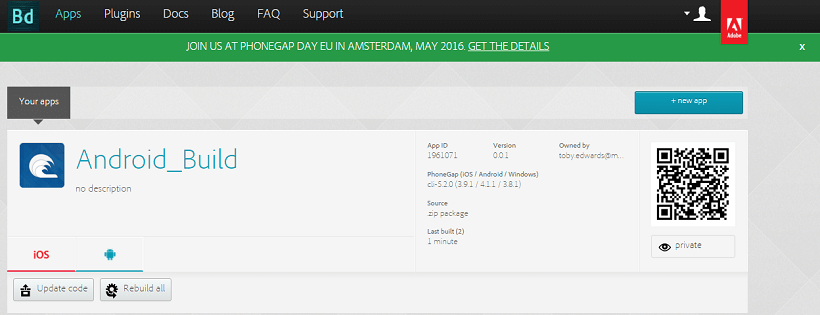 Bd Apps Plugins Docs Blog FAQ Support
Adobe
JOIN US AT PHONEGAP DAY EU IN AMSTERDAM, MAY 2016. GET THE DETAILS x
Your apps
+ new app
Android_Build
no description
App ID Version Owned by
1961071 0.0.1 toby.edwards@m...
PhoneGap (iOS / Android / Windows)
cli-5.2.0 (3.9.1 / 4.1.1 / 3.8.1)
Source
.zip package
Last built (2)
1 minute
private
iOS
Update code Rebuild all